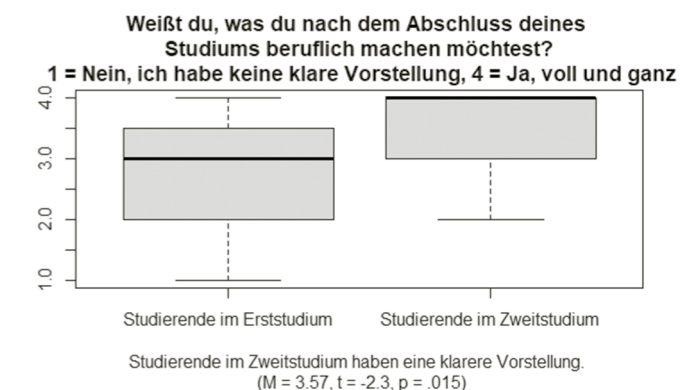 Weißt du, was du nach dem Abschluss deines
Studiums beruflich machen möchtest?
1 = Nein, ich habe keine klare Vorstellung, 4 = Ja, voll und ganz
4.0
3.0
2.0
1.0
Studierende im Erststudium
Studierende im Zweitstudium
Studierende im Zweitstudium haben eine klarere Vorstellung.
(M = 3.57, t = -2.3, p = .015)